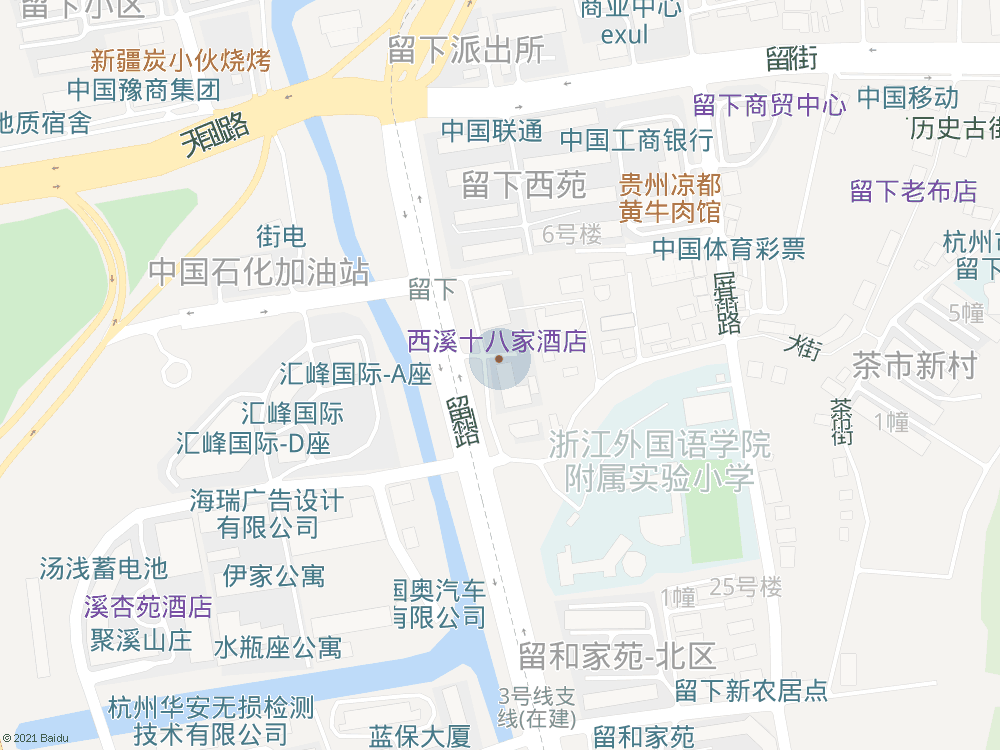 留下小区
商业中心
exul
新疆炭小伙烧烤
留下派出所
留街
中国豫商集团
留下商贸中心
中国移动
地质宿舍
天目山路
中国联通
中国工商银行
历史古街
留下西苑
贵州凉都
黄牛肉馆
留下老布店
6号楼
街电
中国体育彩票
杭州市
留下
中国石化加油站
留下
屏基路
5幢
西溪十八家酒店
大街
汇峰国际-A座
茶市新村
汇峰国际
留和路
茶市街
1幢
汇峰国际-D座
浙江外国语学院
附属实验小学
海瑞广告设计
有限公司
汤浅蓄电池
伊家公寓
国奥汽车
有限公司
25号楼
1幢
溪杏苑酒店
聚溪山庄
水瓶座公寓
留和家苑-北区
3号线支
线(在建)
留下新农居点
杭州华安无损检测
技术有限公司
蓝保大厦
留和家苑
© 2021 Baidu